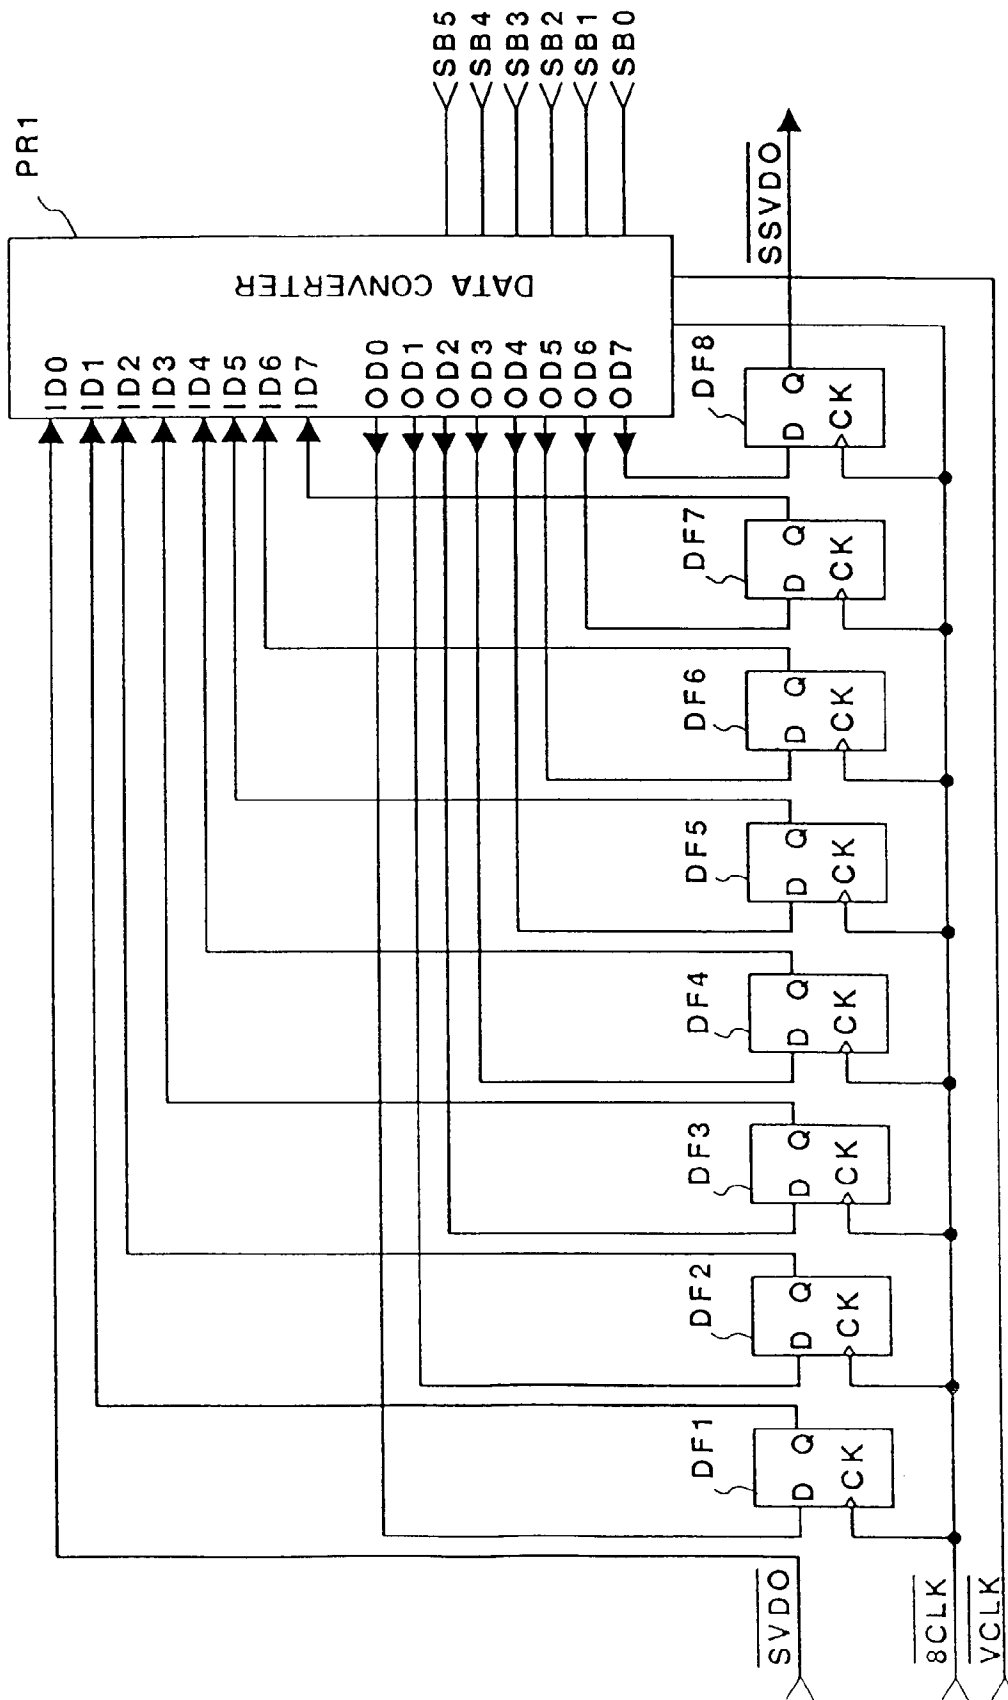 PR1
DATA CONVERTER
SB5
SB4
SB3
SB2
SB1
SB0
ID0
ID1
ID2
ID3
ID4
ID5
ID6
ID7
OD0
OD1
OD2
OD3
OD4
OD5
OD6
OD7
SSVDO
DF1
D Q
CK
DF2
D Q
CK
DF3
D Q
CK
DF4
D Q
CK
DF5
D Q
CK
DF6
D Q
CK
DF7
D Q
CK
DF8
D Q
CK
SVDO
8CLK
VCLK